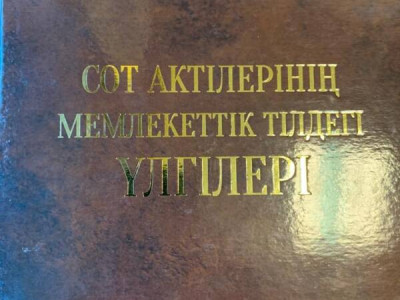 СОТ АКТІЛЕРІНІҢ
МЕМЛЕКЕТТІК ТІЛДЕГІ
ҮЛГІЛЕРІ